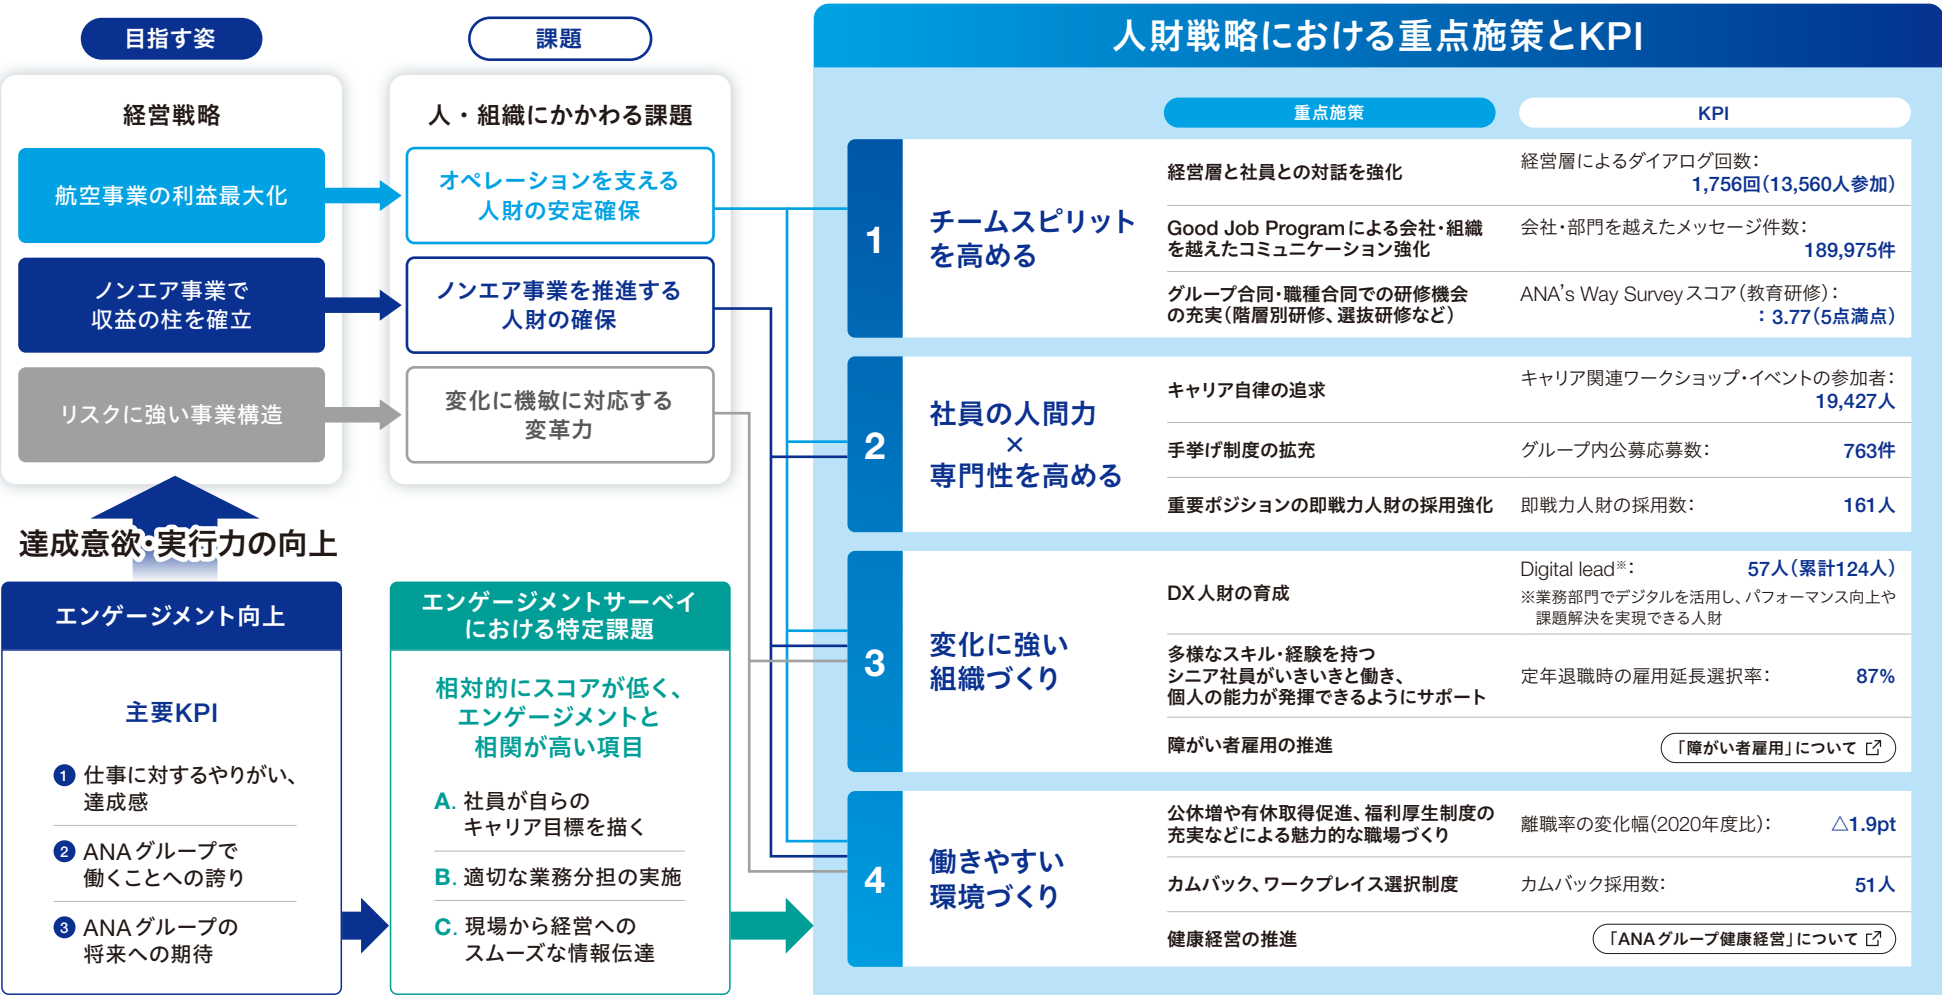 目指す姿
経営戦略
航空事業の利益最大化
ノンエア事業で
収益の柱を確立
リスクに強い事業構造
達成意欲・実行力の向上
エンゲージメント向上
主要KPI
1 仕事に対するやりがい、
達成感
2 ANAグループで
働くことへの誇り
3 ANAグループの
将来への期待
課題
人・組織にかかわる課題
オペレーションを支える
人財の安定確保
ノンエア事業を推進する
人財の確保
変化に機敏に対応する
変革力
エンゲージメントサーベイ
における特定課題
相対的にスコアが低く、
エンゲージメントと
相関が高い項目
A. 社員が自らの
キャリア目標を描く
B. 適切な業務分担の実施
C. 現場から経営への
スムーズな情報伝達
人財戦略における重点施策とKPI
重点施策
KPI
1
チームスピリット
を高める
経営層と社員との対話を強化
経営層によるダイアログ回数：
1,756回（13,560人参加）
Good Job Programによる会社・組織
を越えたコミュニケーション強化
会社・部門を越えたメッセージ件数：
189,975件
グループ合同・職種合同での研修機会
の充実（階層別研修、選抜研修など）
ANA's Way Surveyスコア（教育研修）：
：3.77（5点満点）
2
社員の人間力
×
専門性を高める
キャリア自律の追求
キャリア関連ワークショップ・イベントの参加者：
19,427人
手挙げ制度の拡充
グループ内公募応募数： 763件
重要ポジションの即戦力人財の採用強化
即戦力人財の採用数： 161人
3
変化に強い
組織づくり
DX人財の育成
Digital lead※： 57人（累計124人）
※業務部門でデジタルを活用し、パフォーマンス向上や
課題解決を実現できる人財
多様なスキル・経験を持つ
シニア社員がいきいきと働き、
個人の能力が発揮できるようにサポート
定年退職時の雇用延長選択率： 87%
障がい者雇用の推進
「障がい者雇用」について
4
働きやすい
環境づくり
公休増や有休取得促進、福利厚生制度の
充実などによる魅力的な職場づくり
離職率の変化幅（2020年度比）： △1.9pt
カムバック、ワークプレイス選択制度
カムバック採用数： 51人
健康経営の推進
「ANAグループ健康経営」について